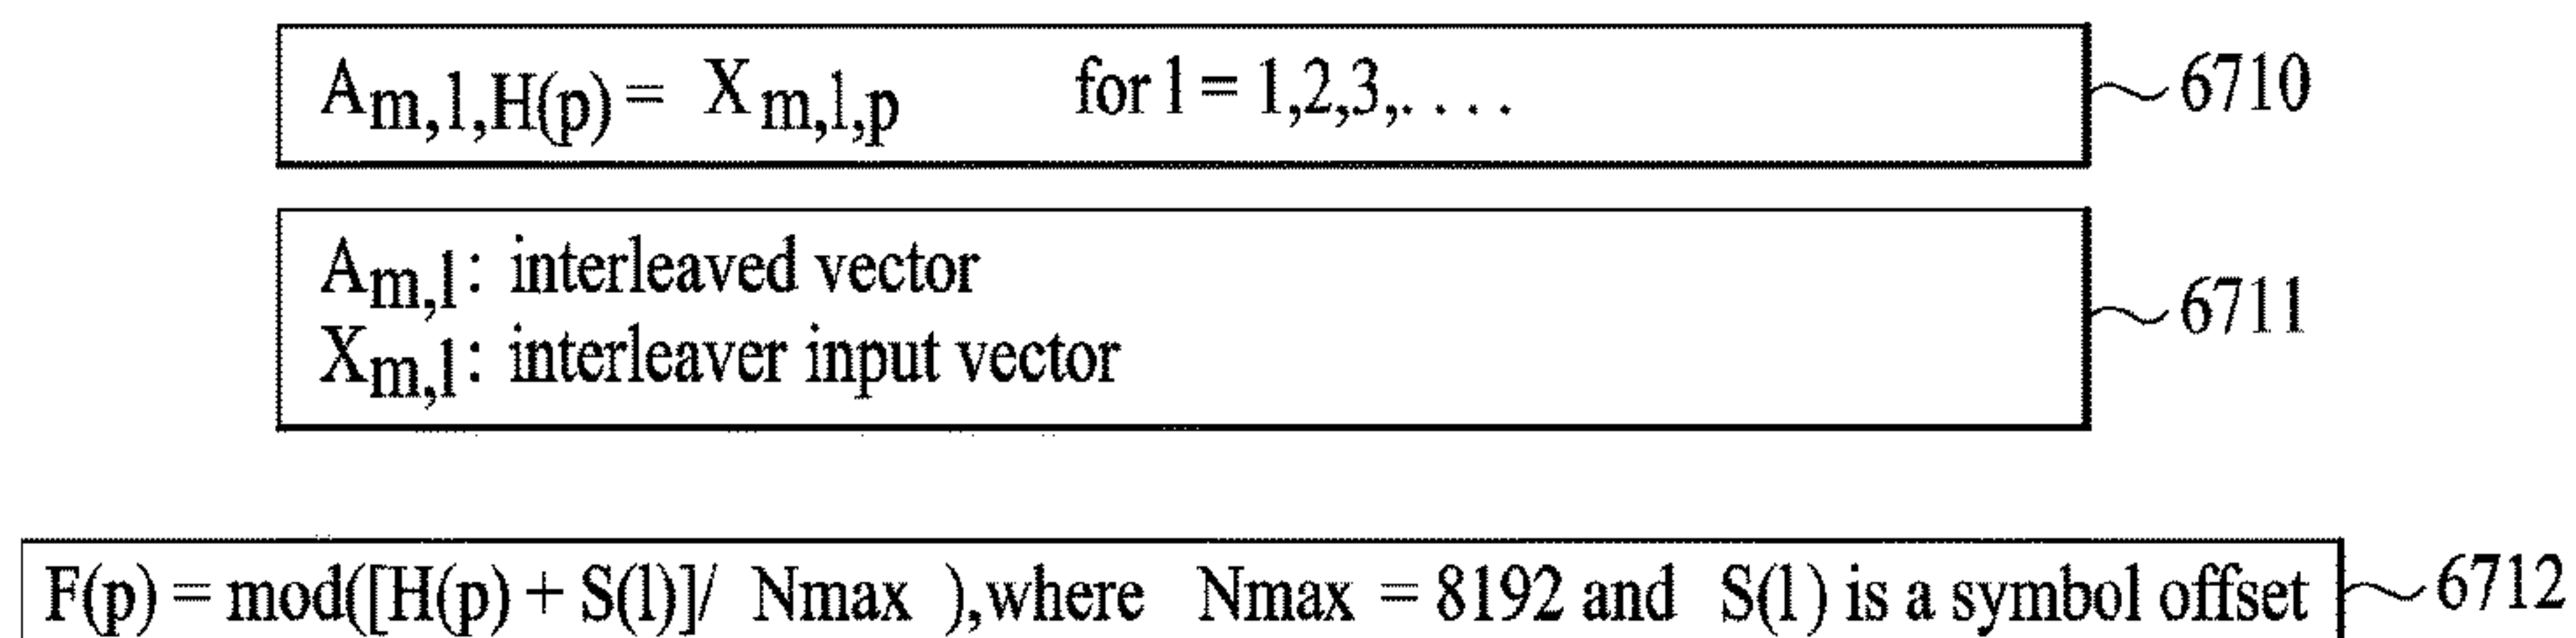 Am,l,H(p) = Xm,l,p for l = 1,2,3,. . . . 6710
Am,l: interleaved vector
Xm,l: interleaver input vector
6711
F(p) = mod([H(p) + S(l)]/ Nmax ),where Nmax = 8192 and S(l) is a symbol offset 6712